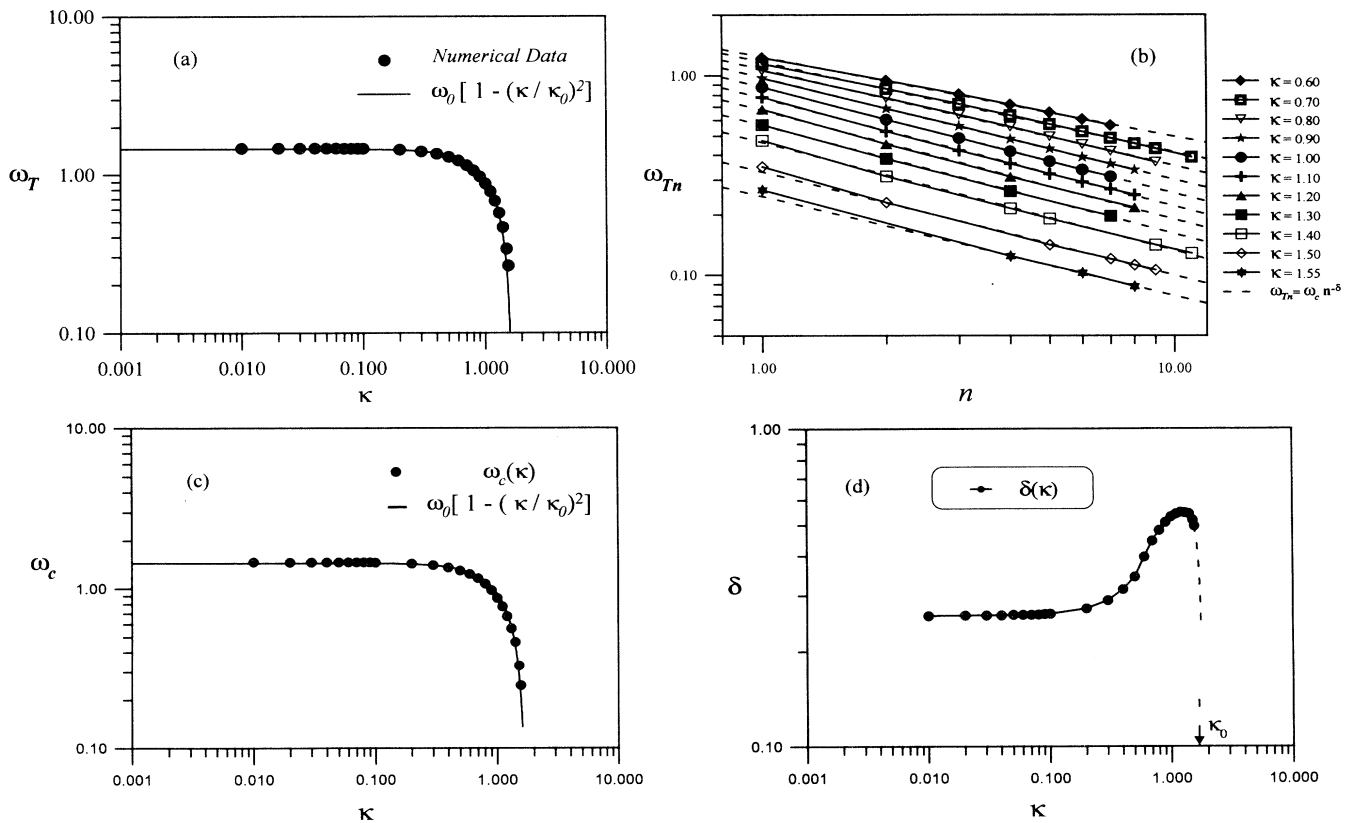 10.00
(a)
Numerical Data
ω0 [ 1 - (κ / κ0)²]
ωT
1.00
0.10
0.001 0.010 0.100 1.000 10.000
κ
(b)
1.00
ωTn
0.10
1.00 10.00
n
κ = 0.60
κ = 0.70
κ = 0.80
κ = 0.90
κ = 1.00
κ = 1.10
κ = 1.20
κ = 1.30
κ = 1.40
κ = 1.50
κ = 1.55
ωTn = ωc n-δ
10.00
(c)
ωc(κ)
ω0[ 1 - ( κ / κ0)²]
ωc
1.00
0.10
0.001 0.010 0.100 1.000 10.000
κ
1.00
(d)
δ(κ)
δ
κ0
0.10
0.001 0.010 0.100 1.000 10.000
κ